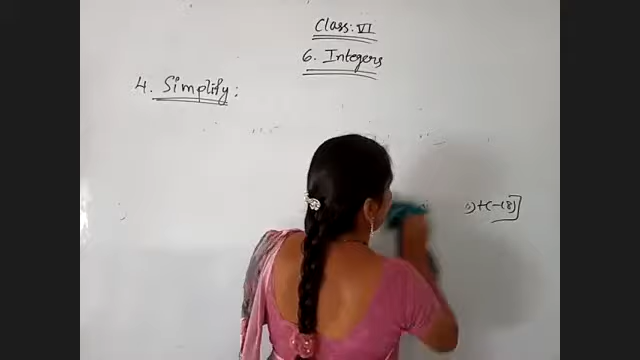 Class: VI
6. Integers
4. Simplify:
)+(-18)]